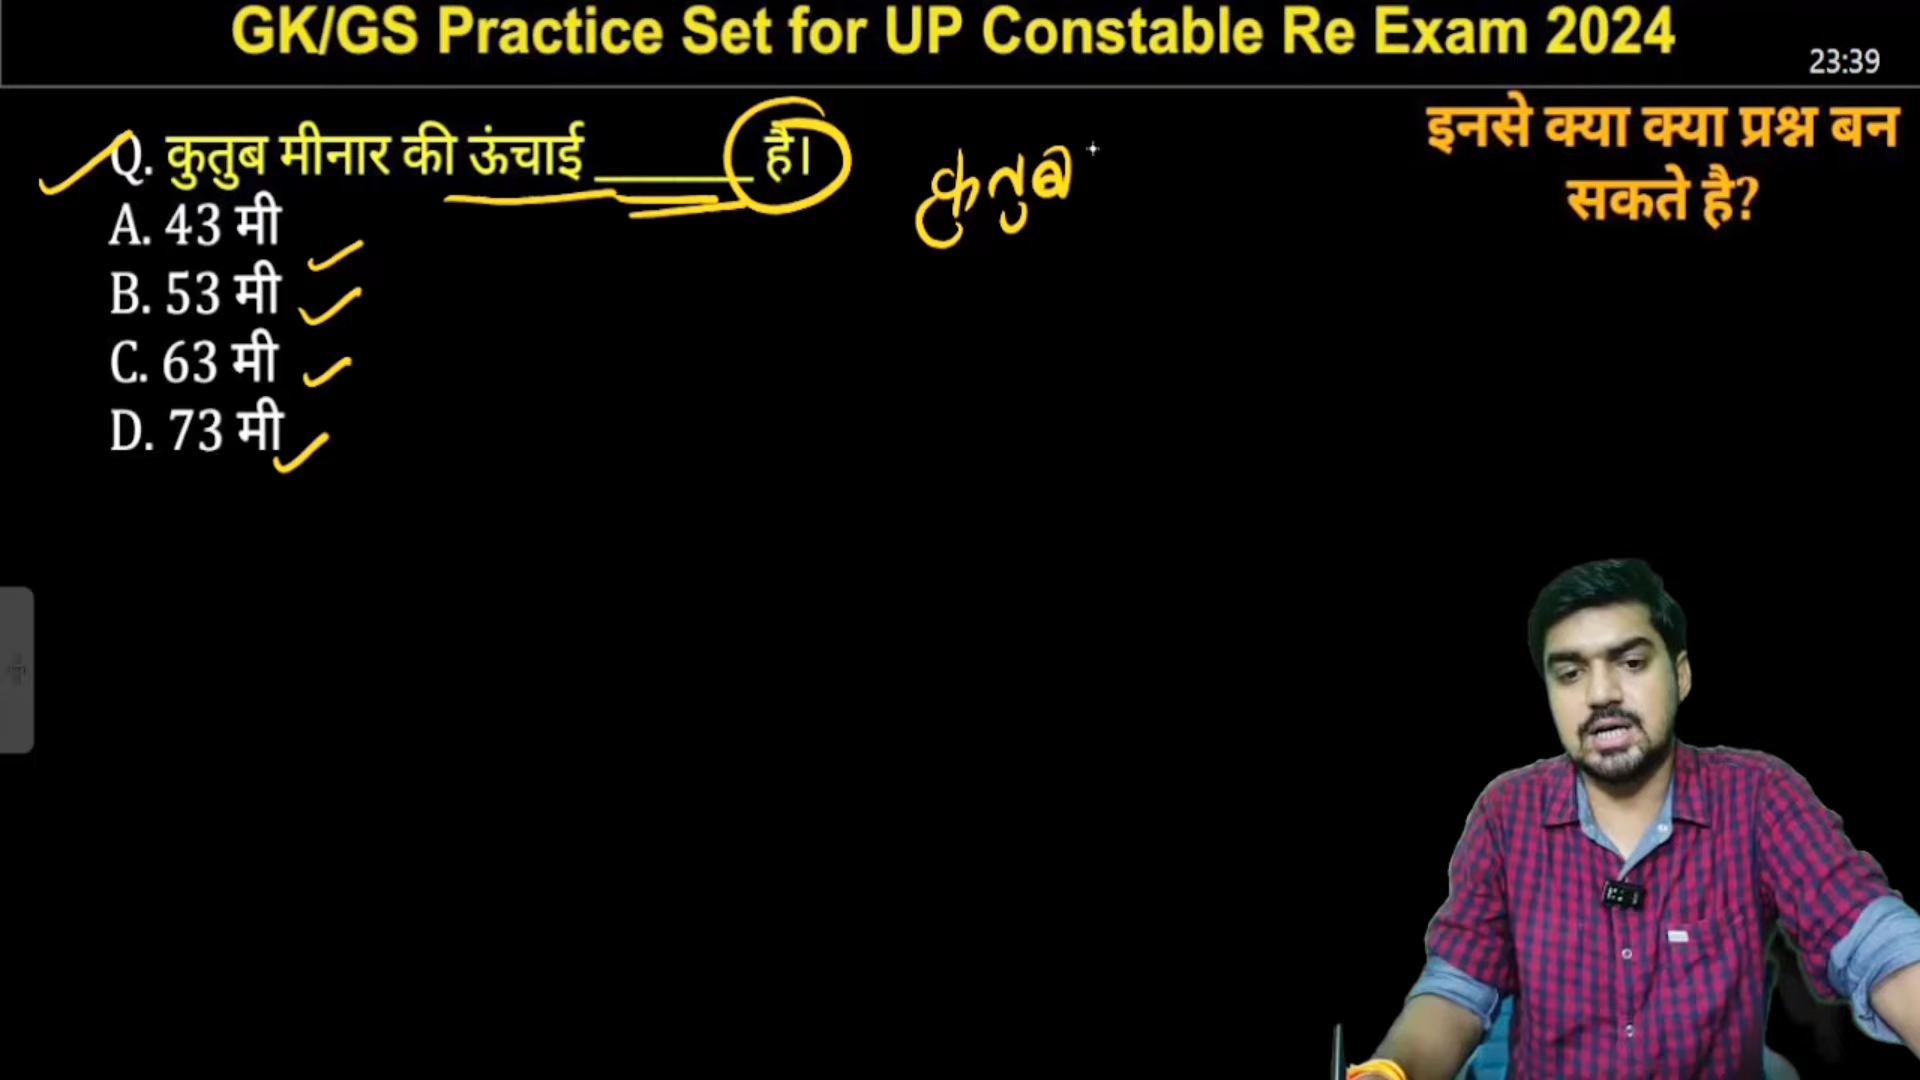 GK/GS Practice Set for UP Constable Re Exam 2024
23:39
Q. कुतुब मीनार की ऊंचाई ______ है।
कुतुब
इनसे क्या क्या प्रश्न बन
सकते है?
A. 43 मी
B. 53 मी
C. 63 मी
D. 73 मी